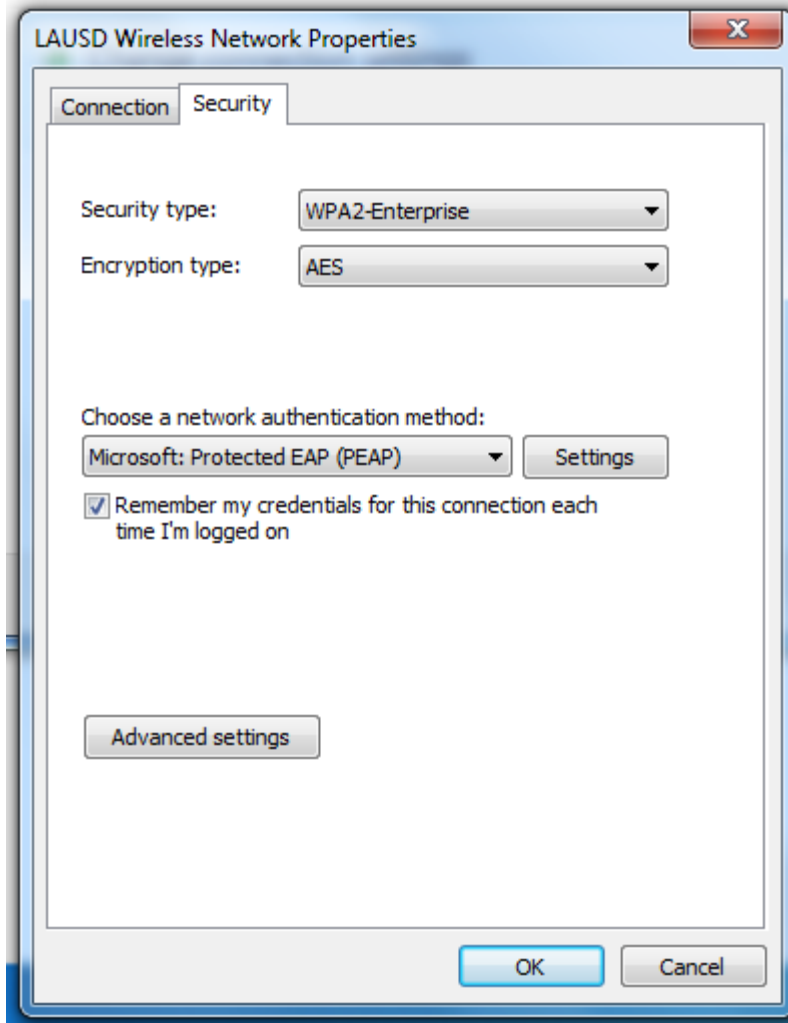 LAUSD Wireless Network Properties
Connection Security
Security type: WPA2-Enterprise
Encryption type: AES
Choose a network authentication method:
Microsoft: Protected EAP (PEAP) Settings
Remember my credentials for this connection each
time I'm logged on
Advanced settings
OK Cancel